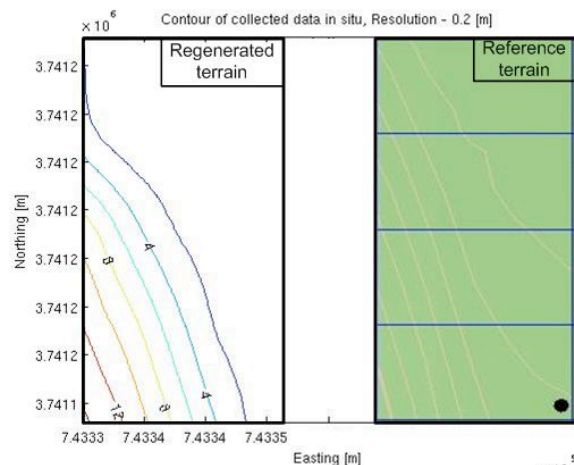 Contour of collected data in situ, Resolution - 0.2 [m]
× 10⁶
Regenerated
terrain
Reference
terrain
3.7412
3.7412
3.7412
3.7412
3.7412
3.7412
3.7412
3.7411
Northing [m]
4
8
4
8
12
7.4333
7.4334
7.4334
7.4335
Easting [m]